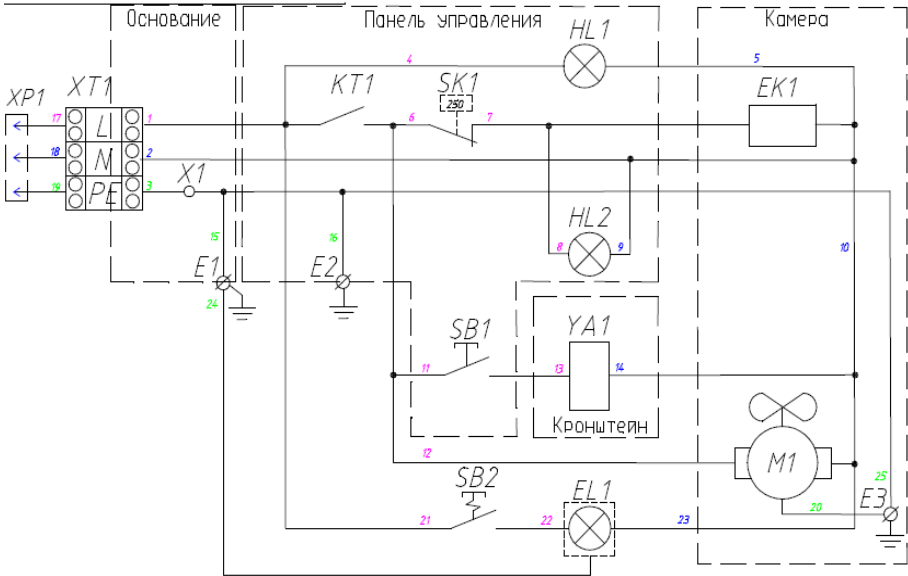 Основание
Панель управления
Камера
HL1
4
5
KT1
SK1
250
EK1
XP1
XT1
17
L
1
6
7
18
N
2
19
PE
3
X1
HL2
8
9
10
15
16
E1
E2
24
SB1
YA1
11
13
14
Кронштейн
12
M1
SB2
EL1
20
25
E3
21
22
23